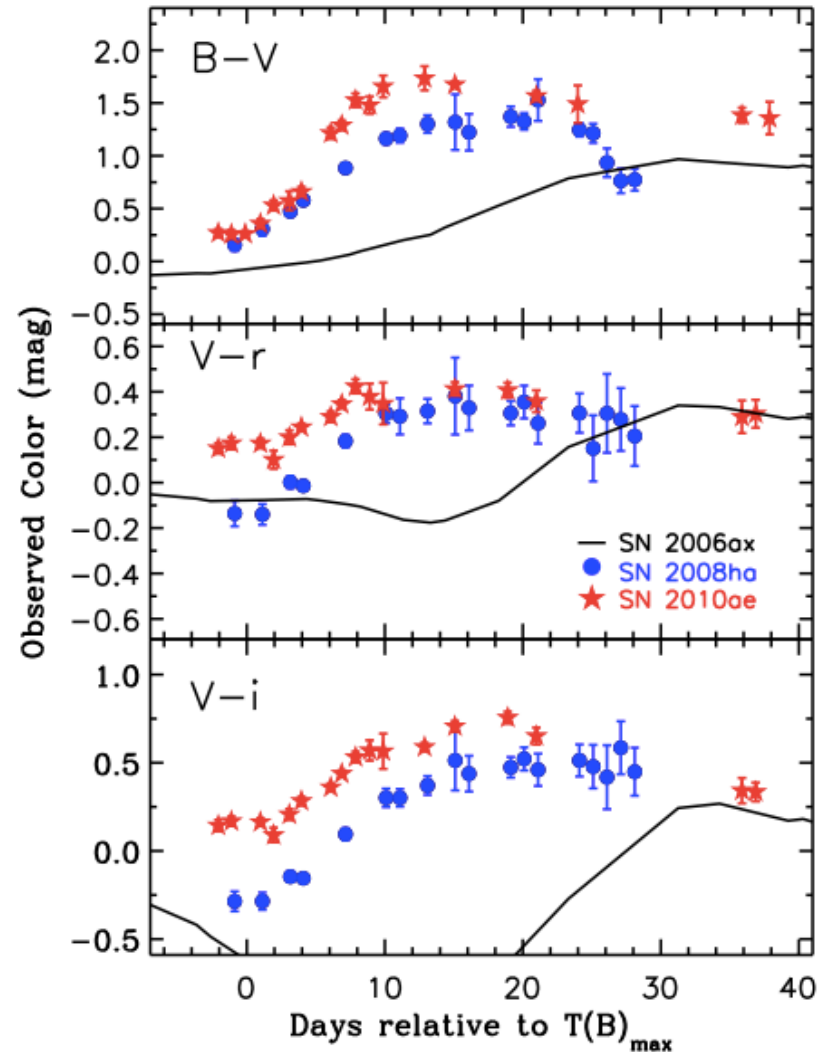 B−V
2.0
1.5
1.0
0.5
0.0
−0.5
V−r
0.6
0.4
0.2
0.0
−0.2
−0.4
−0.6
SN 2006ax
SN 2008ha
SN 2010ae
V−i
1.0
0.5
0.0
−0.5
Observed Color (mag)
0 10 20 30 40
Days relative to T(B)max